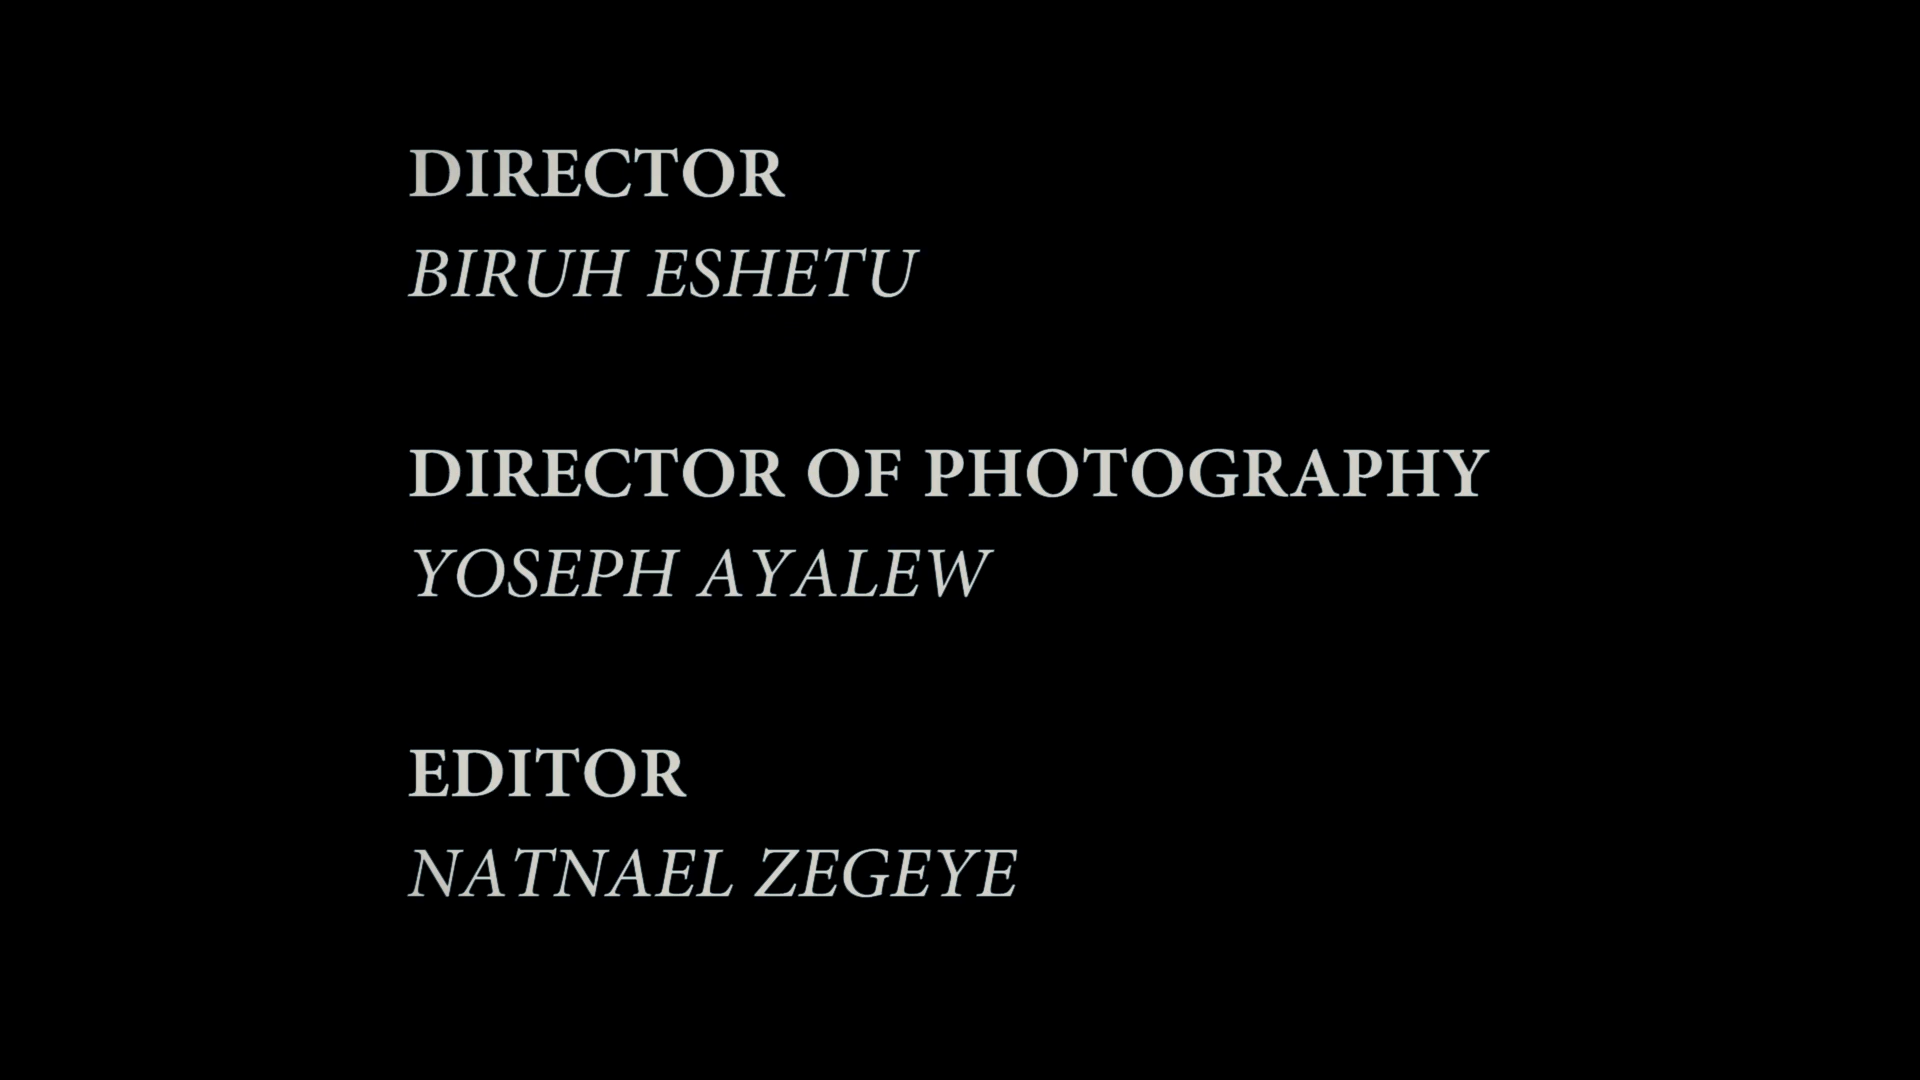 DIRECTOR
BIRUH ESHETU
DIRECTOR OF PHOTOGRAPHY
YOSEPH AYALEW
EDITOR
NATNAEL ZEGEYE